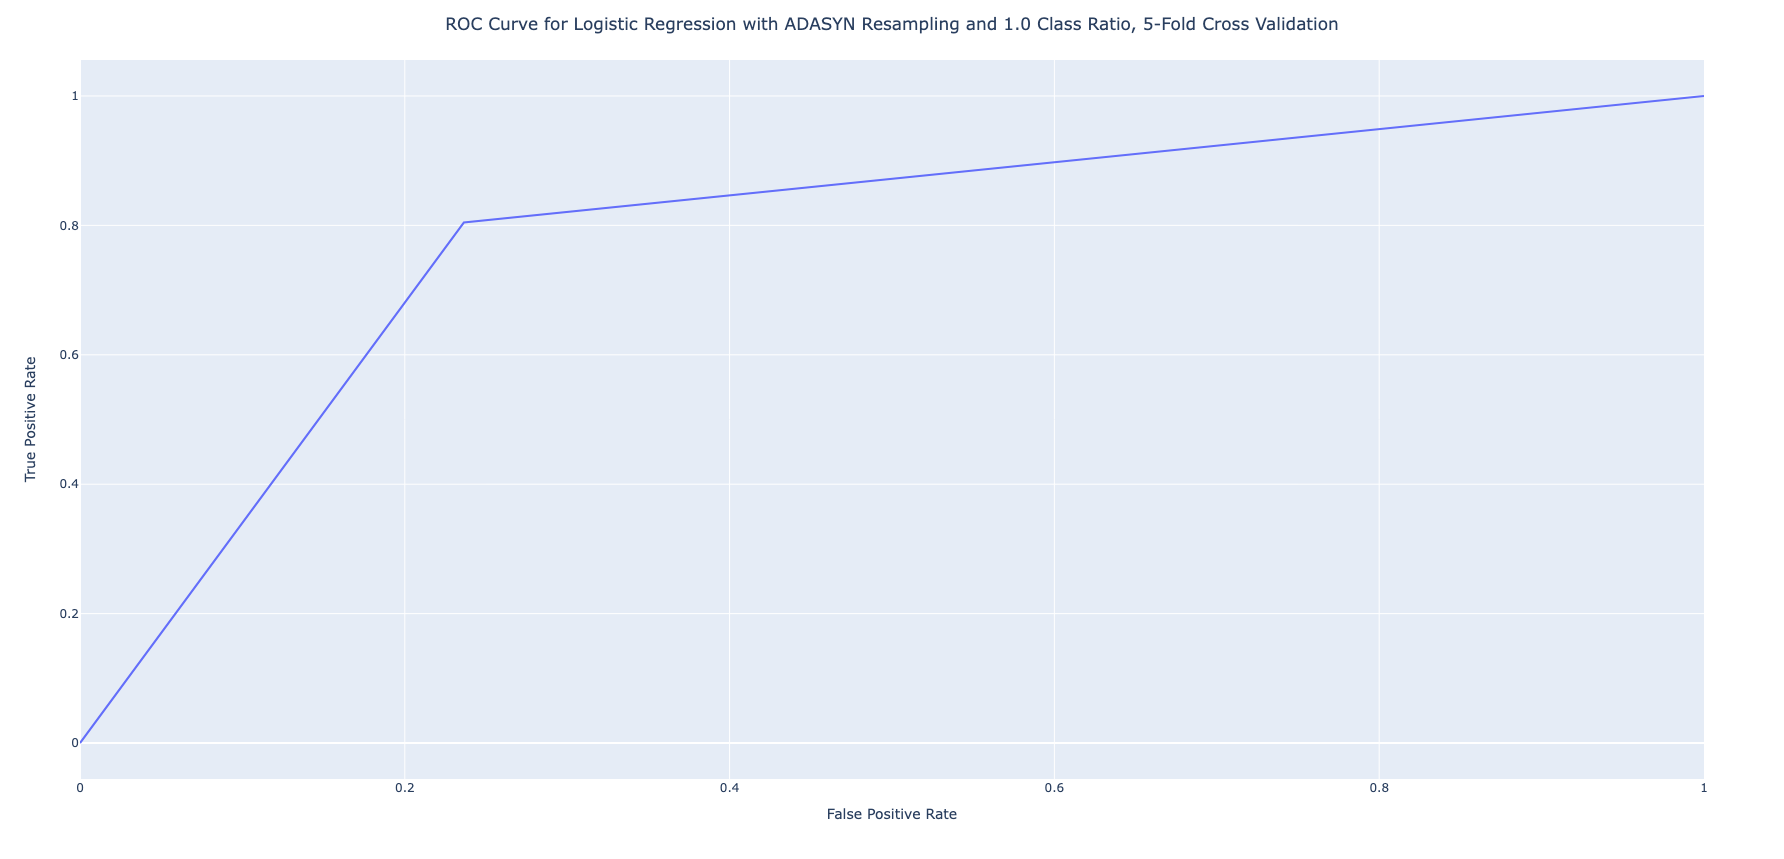 ROC Curve for Logistic Regression with ADASYN Resampling and 1.0 Class Ratio, 5-Fold Cross Validation
1
0.8
0.6
0.4
0.2
0
True Positive Rate
0 0.2 0.4 0.6 0.8 1
False Positive Rate